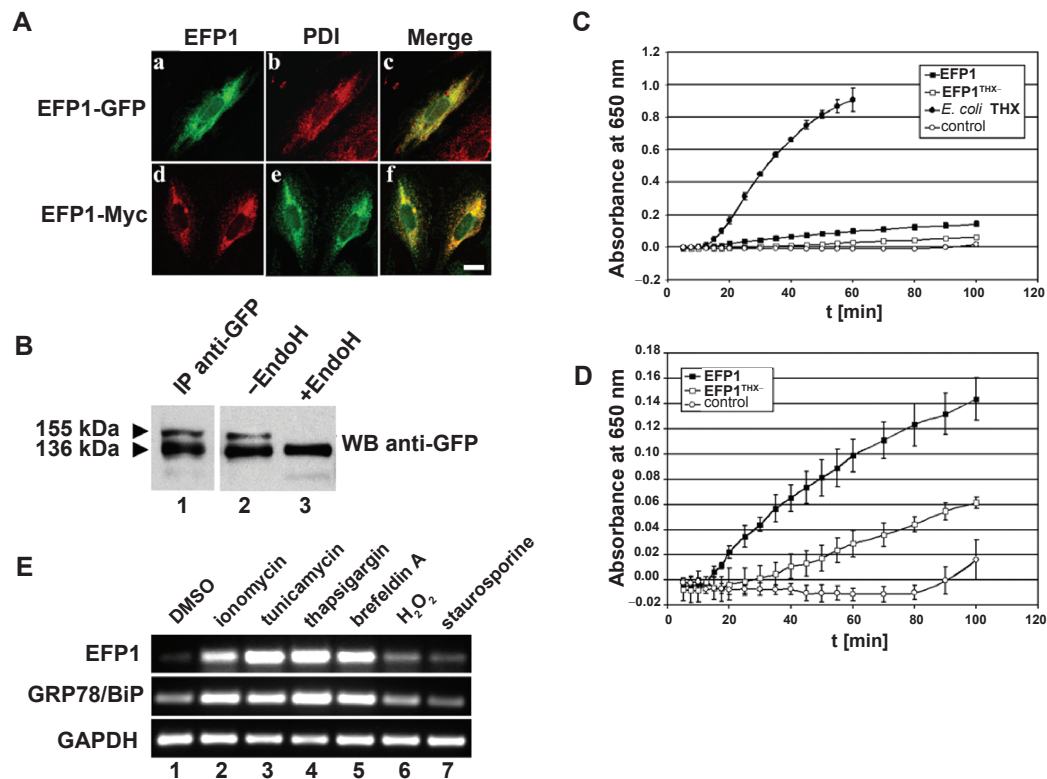 A
EFP1 PDI Merge
EFP1-GFP
a b c
EFP1-Myc
d e f
B
IP anti-GFP
−EndoH
+EndoH
155 kDa
136 kDa
WB anti-GFP
1 2 3
C
Absorbance at 650 nm
1.2
1.0
0.8
0.6
0.4
0.2
0.0
−0.2
EFP1
EFP1THX−
E. coli THX
control
0 20 40 60 80 100
t [min]
D
Absorbance at 650 nm
0.18
0.16
0.14
0.12
0.10
0.08
0.06
0.04
0.02
0.00
−0.02
EFP1
EFP1THX−
control
0 20 40 60 80 100
t [min]
E
DMSO
ionomycin
tunicamycin
thapsigargin
brefeldin A
H2O2
staurosporine
EFP1
GRP78/BiP
GAPDH
1 2 3 4 5 6 7